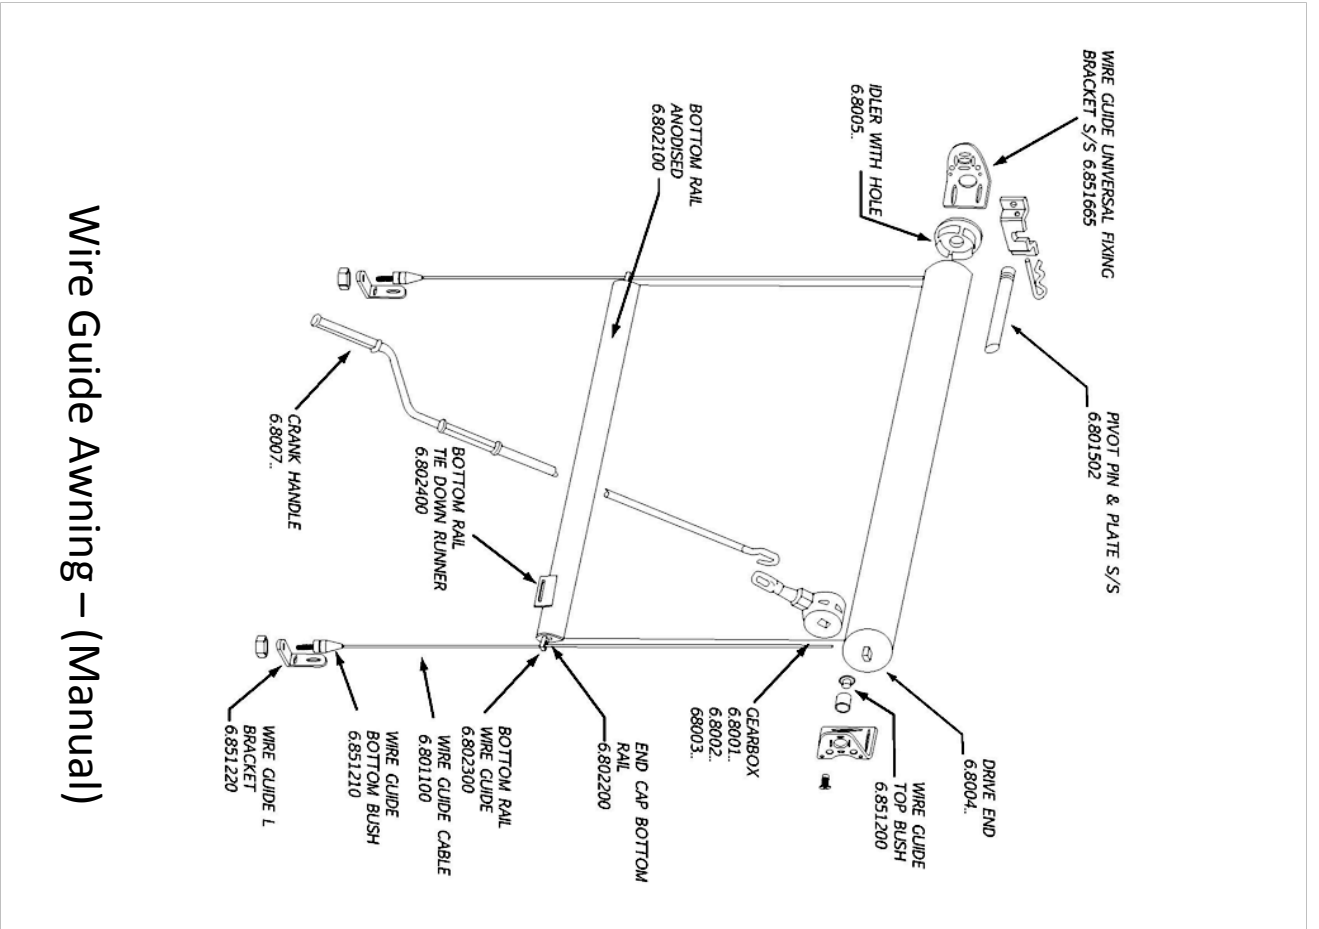 WIRE GUIDE UNIVERSAL FIXING
BRACKET S/S 6.851665
IDLER WITH HOLE
6.8005..
BOTTOM RAIL
ANODISED
6.802100
PIVOT PIN & PLATE S/S
6.801502
CRANK HANDLE
6.8007..
BOTTOM RAIL
TIE DOWN RUNNER
6.802400
DRIVE END
6.8004..
WIRE GUIDE
TOP BUSH
6.851200
GEARBOX
6.8001..
6.8002..
68003..
END CAP BOTTOM
RAIL
6.802200
BOTTOM RAIL
WIRE GUIDE
6.802300
WIRE GUIDE CABLE
6.801100
WIRE GUIDE
BOTTOM BUSH
6.851210
WIRE GUIDE L
BRACKET
6.851220
Wire Guide Awning – (Manual)